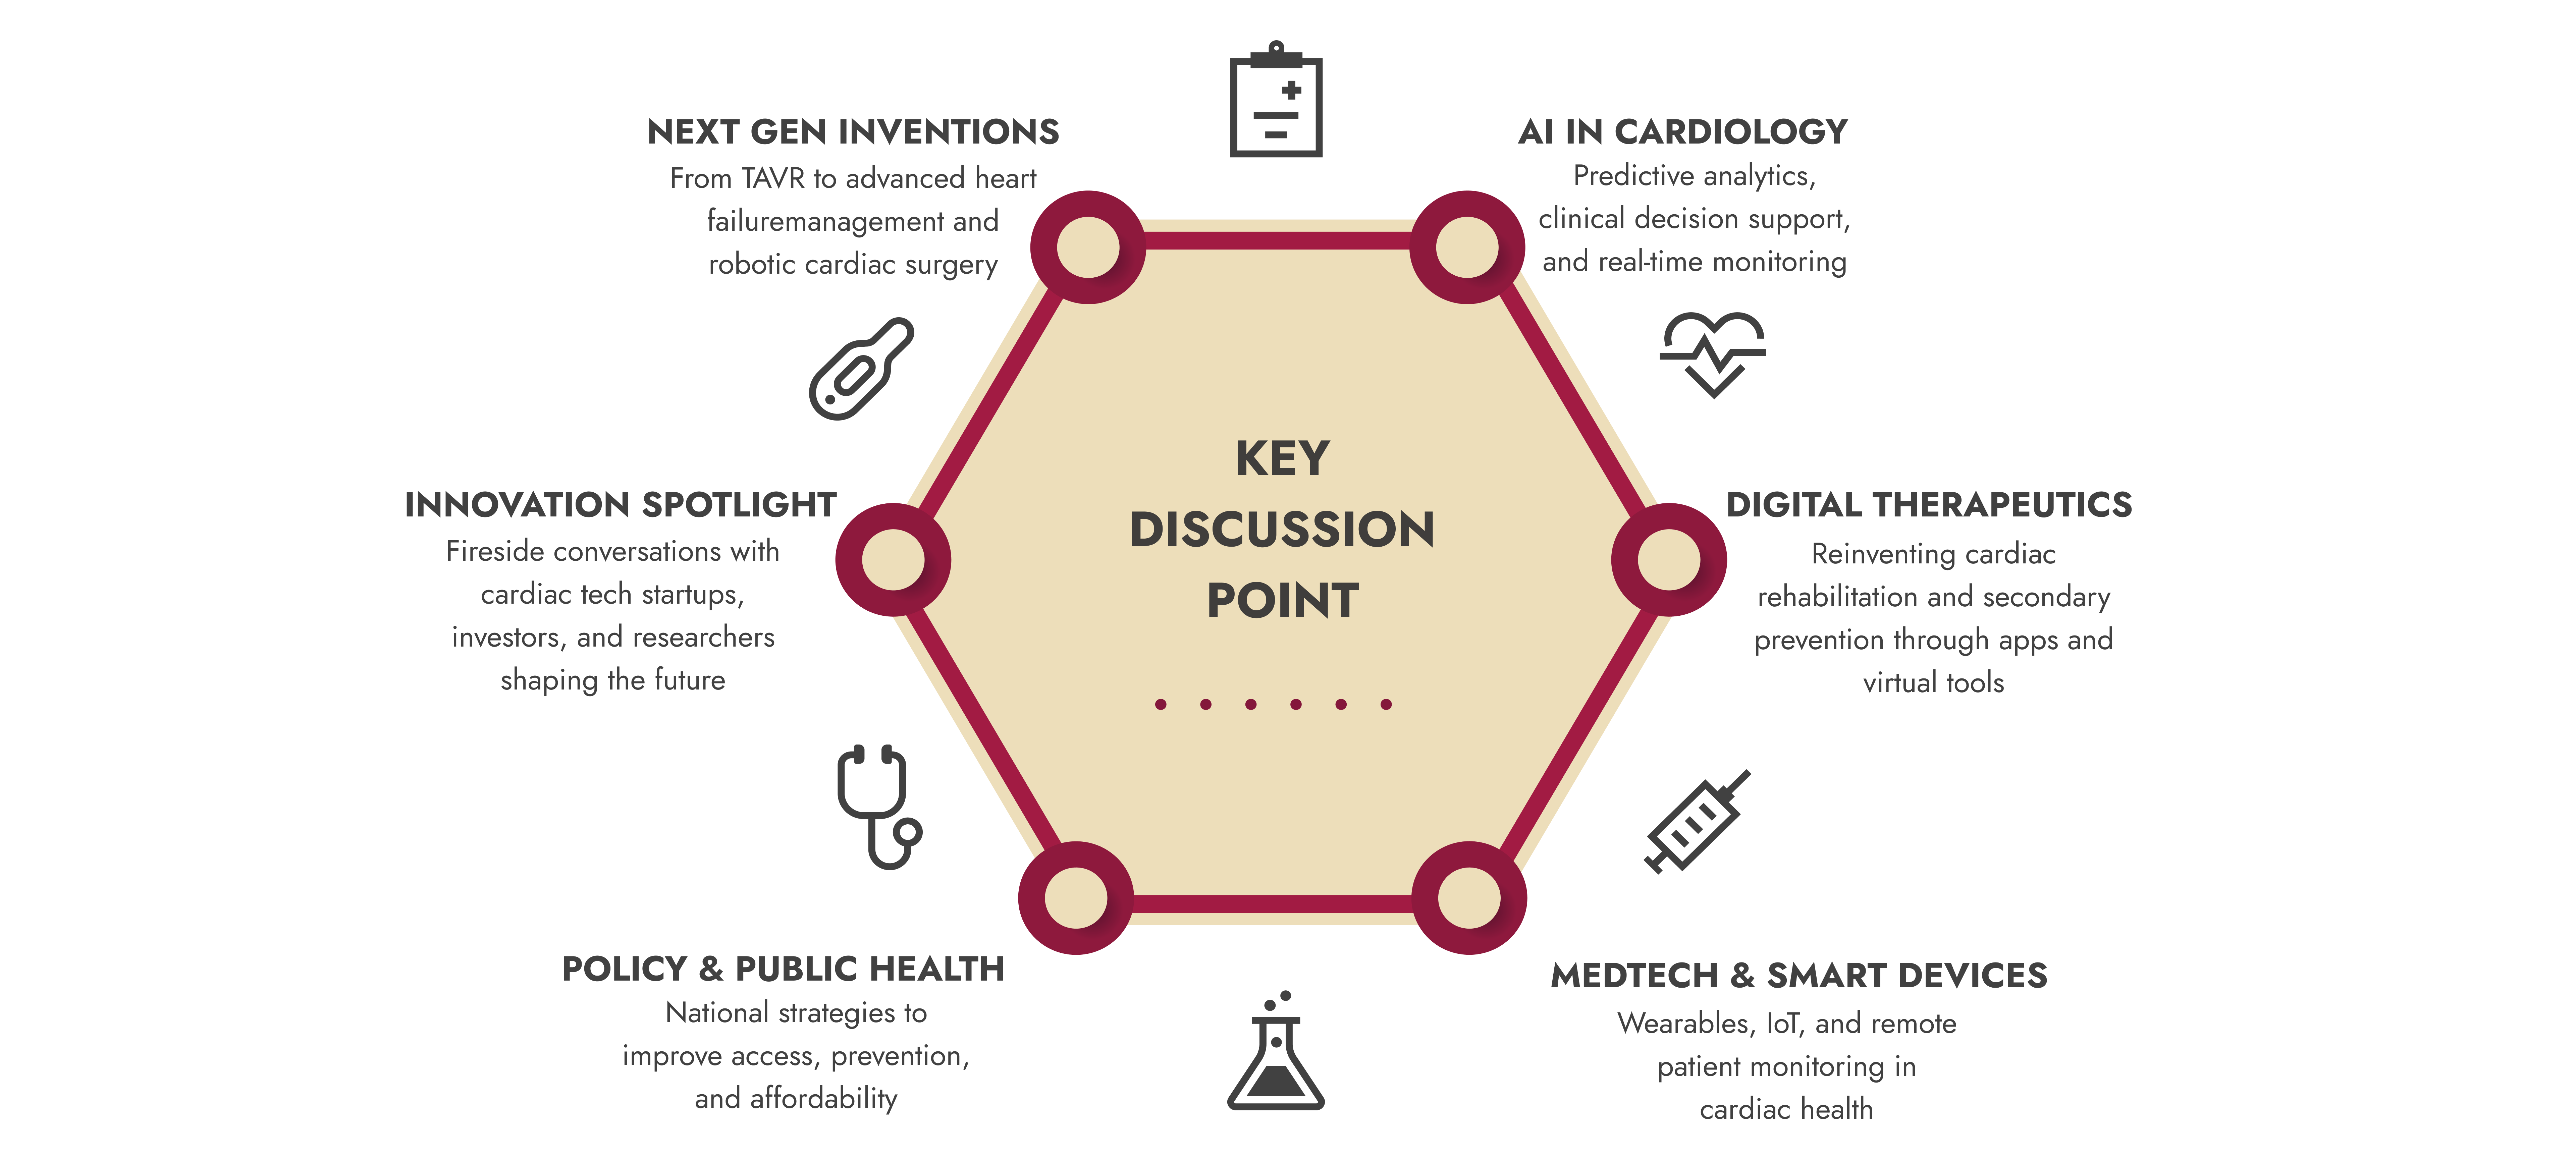 NEXT GEN INVENTIONS
From TAVR to advanced heart
failuremanagement and
robotic cardiac surgery
AI IN CARDIOLOGY
Predictive analytics,
clinical decision support,
and real-time monitoring
INNOVATION SPOTLIGHT
Fireside conversations with
cardiac tech startups,
investors, and researchers
shaping the future
KEY
DISCUSSION
POINT
DIGITAL THERAPEUTICS
Reinventing cardiac
rehabilitation and secondary
prevention through apps and
virtual tools
POLICY & PUBLIC HEALTH
National strategies to
improve access, prevention,
and affordability
MEDTECH & SMART DEVICES
Wearables, IoT, and remote
patient monitoring in
cardiac health